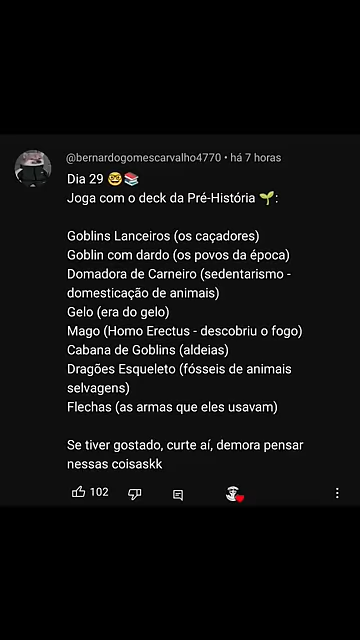 @bernardogomescarvalho4770 • há 7 horas
Dia 29 🤓📚
Joga com o deck da Pré-História 🌱:
Goblins Lanceiros (os caçadores)
Goblin com dardo (os povos da época)
Domadora de Carneiro (sedentarismo -
domesticação de animais)
Gelo (era do gelo)
Mago (Homo Erectus - descobriu o fogo)
Cabana de Goblins (aldeias)
Dragões Esqueleto (fósseis de animais
selvagens)
Flechas (as armas que eles usavam)
Se tiver gostado, curte aí, demora pensar
nessas coisaskk
102